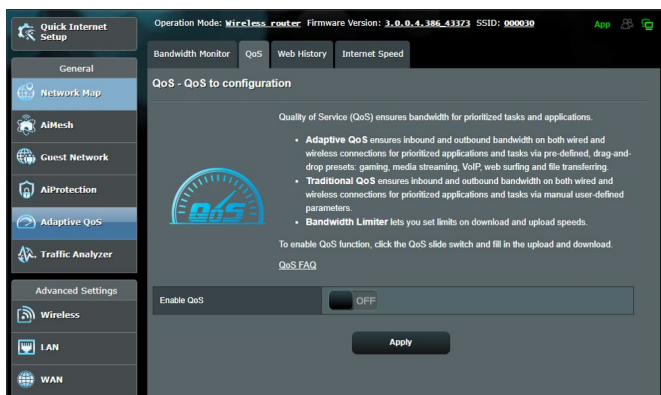 Quick Internet
Setup
General
Network Map
AiMesh
Guest Network
AiProtection
Adaptive QoS
Traffic Analyzer
Advanced Settings
Wireless
LAN
WAN
Operation Mode: Wireless router Firmware Version: 3.0.0.4.386_43373 SSID: 000030
App
Bandwidth Monitor QoS Web History Internet Speed
QoS - QoS to configuration
QoS
Quality of Service (QoS) ensures bandwidth for prioritized tasks and applications.
• Adaptive QoS ensures inbound and outbound bandwidth on both wired and
wireless connections for prioritized applications and tasks via pre-defined, drag-and-
drop presets: gaming, media streaming, VoIP, web surfing and file transferring.
• Traditional QoS ensures inbound and outbound bandwidth on both wired and
wireless connections for prioritized applications and tasks via manual user-defined
parameters.
• Bandwidth Limiter lets you set limits on download and upload speeds.
To enable QoS function, click the QoS slide switch and fill in the upload and download.
QoS FAQ
Enable QoS OFF
Apply